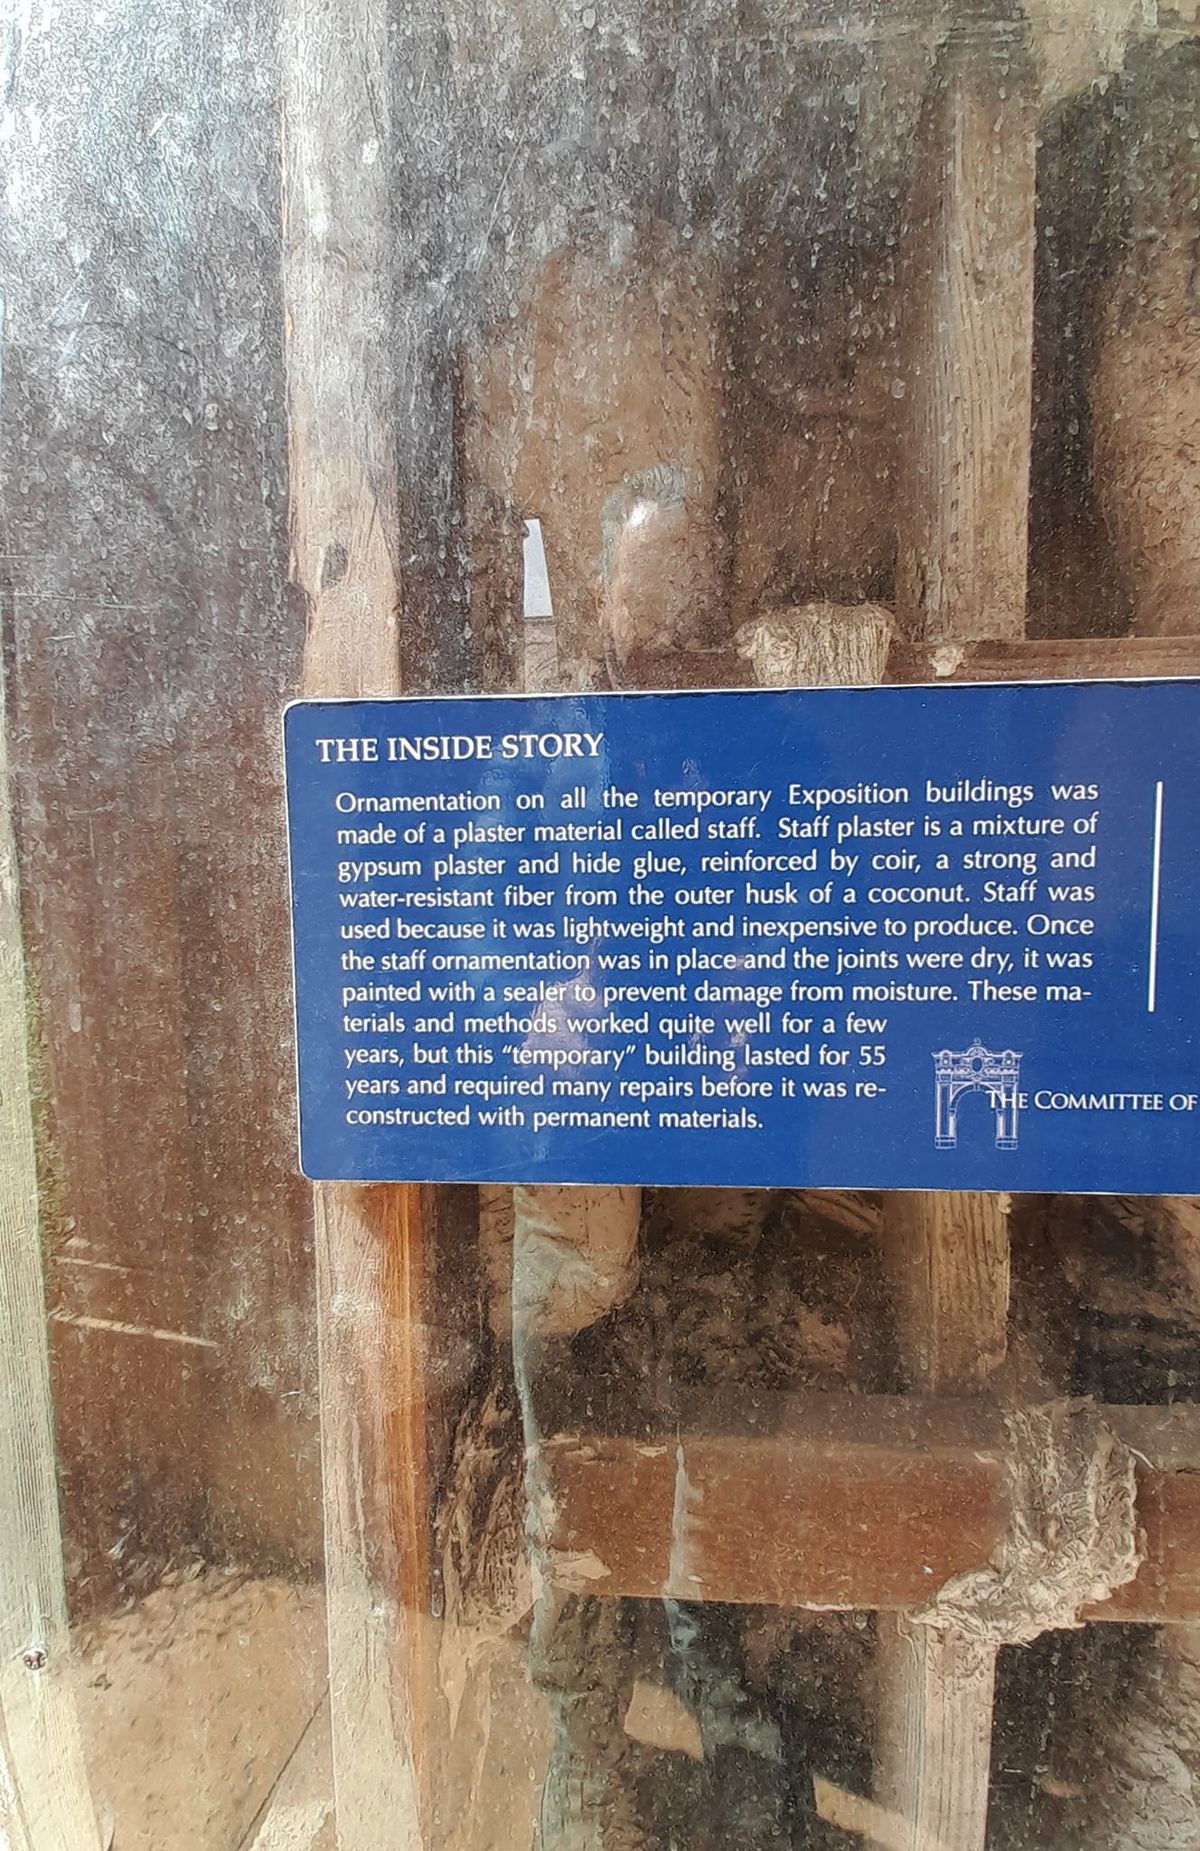 THE INSIDE STORY
Ornamentation on all the temporary Exposition buildings was
made of a plaster material called staff. Staff plaster is a mixture of
gypsum plaster and hide glue, reinforced by coir, a strong and
water-resistant fiber from the outer husk of a coconut. Staff was
used because it was lightweight and inexpensive to produce. Once
the staff ornamentation was in place and the joints were dry, it was
painted with a sealer to prevent damage from moisture. These ma-
terials and methods worked quite well for a few
years, but this “temporary” building lasted for 55
years and required many repairs before it was re-
constructed with permanent materials.
THE COMMITTEE OF